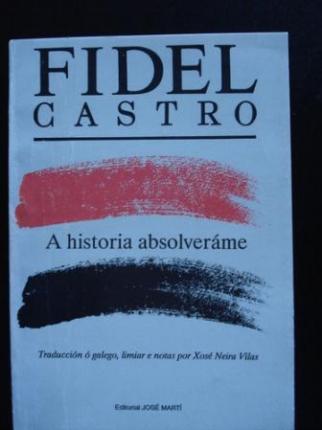 FIDEL
CASTRO
A historia absolveráme
Traducción ó galego, limiar e notas por Xosé Neira Vilas
Editorial JOSÉ MARTÍ